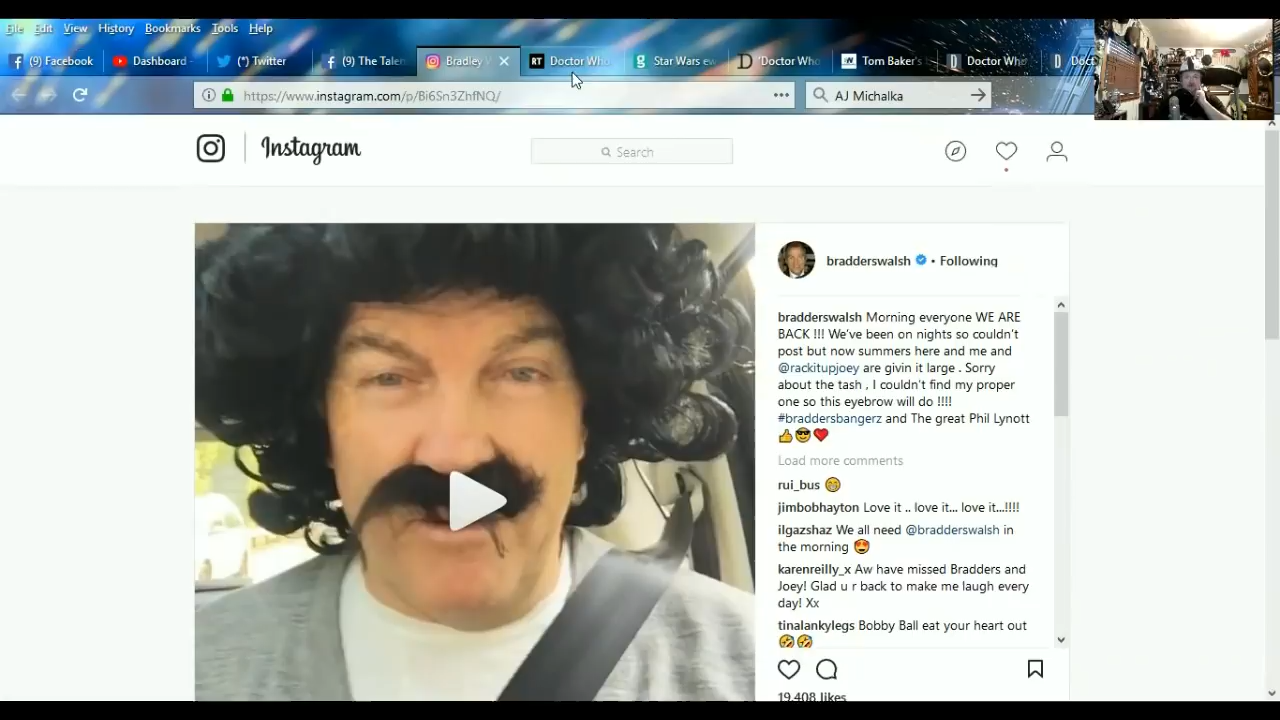 File Edit View History Bookmarks Tools Help
(9) Facebook
Dashboard
(*) Twitter
(9) The Talen
Bradley
Doctor Who
Star Wars
'Doctor Who
Tom Baker's
Doctor Who
Doct
https://www.instagram.com/p/Bi6Sn3ZhfNQ/
AJ Michalka
Instagram
Search
bradderswalsh • Following
bradderswalsh Morning everyone WE ARE
BACK !!! We've been on nights so couldn't
post but now summers here and me and
@rackitupjoey are givin it large . Sorry
about the tash , I couldn't find my proper
one so this eyebrow will do !!!!
#braddersbangerz and The great Phil Lynott
👍😎❤️
Load more comments
rui_bus 😁
jimbobhayton Love it .. love it... love it...!!!!
ilgazshaz We all need @bradderswalsh in
the morning 😍
karenreilly_x Aw have missed Bradders and
Joey! Glad u r back to make me laugh every
day! Xx
tinalankylegs Bobby Ball eat your heart out
🤣🤣
19,408 likes